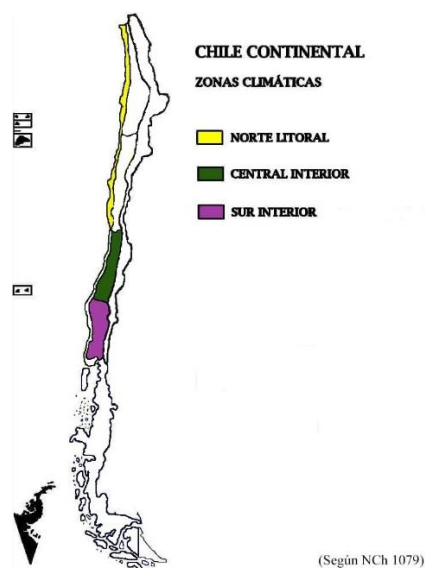 CHILE CONTINENTAL
ZONAS CLIMÁTICAS
NORTE LITORAL
CENTRAL INTERIOR
SUR INTERIOR
(Según NCh 1079)